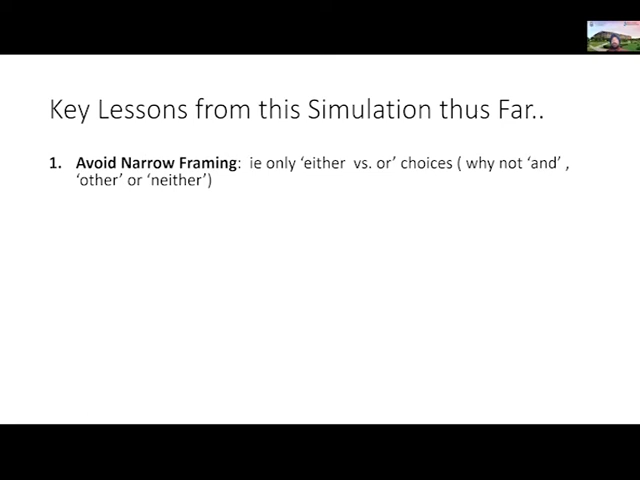 Key Lessons from this Simulation thus Far..
1. Avoid Narrow Framing: ie only ‘either vs. or’ choices ( why not ‘and’ ,
‘other’ or ‘neither’)